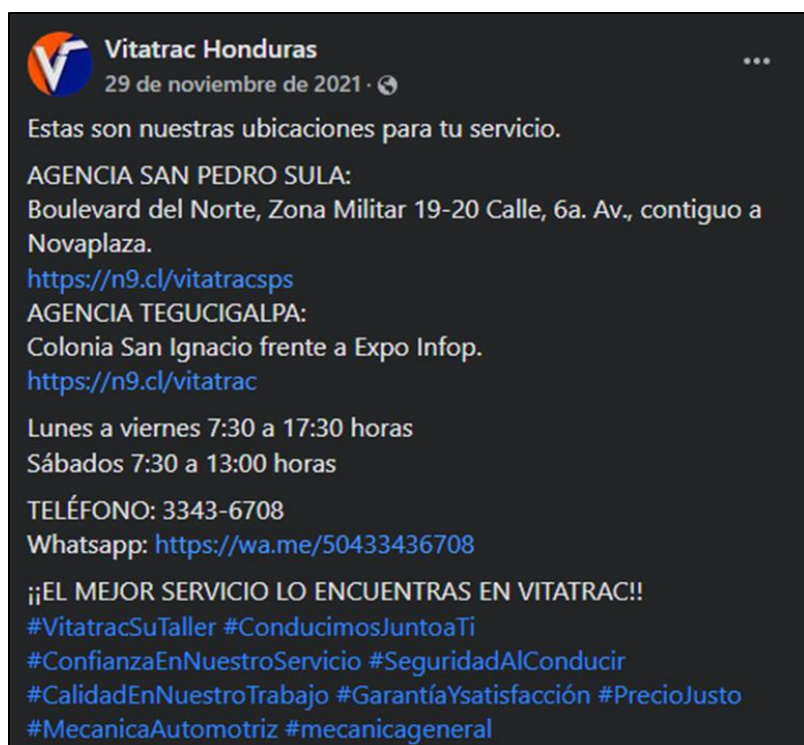 Vitatrac Honduras
29 de noviembre de 2021 ·
Estas son nuestras ubicaciones para tu servicio.
AGENCIA SAN PEDRO SULA:
Boulevard del Norte, Zona Militar 19-20 Calle, 6a. Av., contiguo a
Novaplaza.
https://n9.cl/vitatracsps
AGENCIA TEGUCIGALPA:
Colonia San Ignacio frente a Expo Infop.
https://n9.cl/vitatrac
Lunes a viernes 7:30 a 17:30 horas
Sábados 7:30 a 13:00 horas
TELÉFONO: 3343-6708
Whatsapp: https://wa.me/50433436708
¡¡EL MEJOR SERVICIO LO ENCUENTRAS EN VITATRAC!!
#VitatracSuTaller #ConducimosJuntoaTi
#ConfianzaEnNuestroServicio #SeguridadAlConducir
#CalidadEnNuestroTrabajo #GarantíaYsatisfacción #PrecioJusto
#MecanicaAutomotriz #mecanicageneral